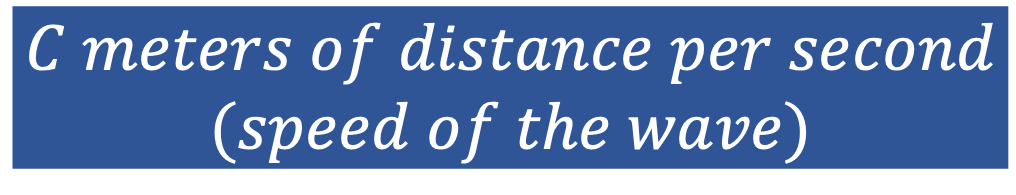 C meters of distance per second
(speed of the wave)